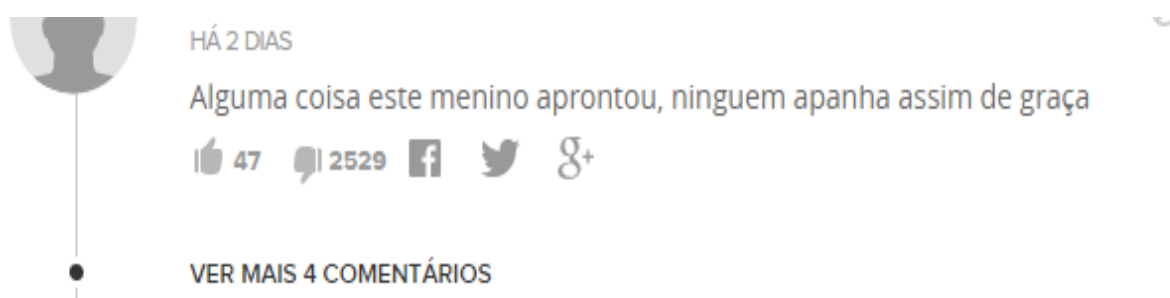 HÁ 2 DIAS
Alguma coisa este menino aprontou, ninguem apanha assim de graça
47 2529 f g+
VER MAIS 4 COMENTÁRIOS